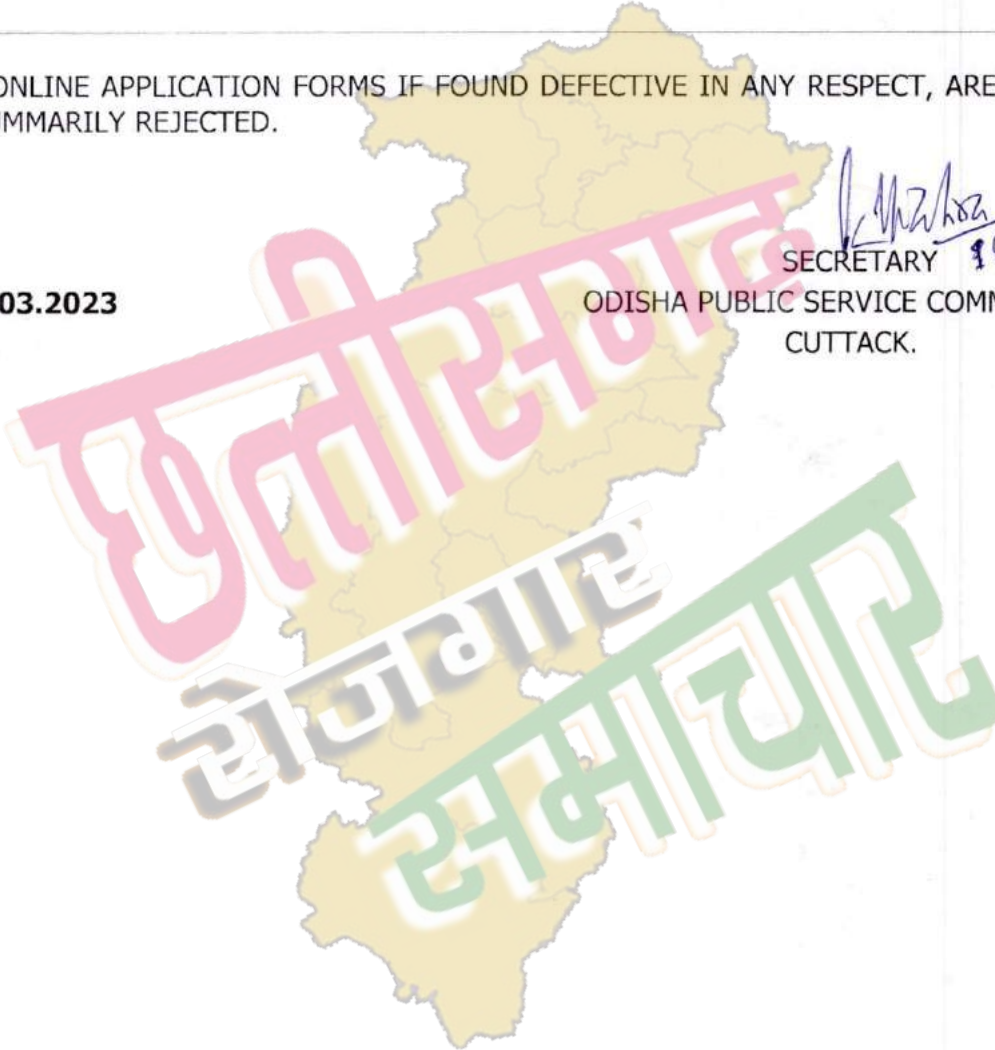 ONLINE APPLICATION FORMS IF FOUND DEFECTIVE IN ANY RESPECT, ARE
MMARILY REJECTED.
SECRETARY
03.2023
ODISHA PUBLIC SERVICE COMM
CUTTACK.
छत्तीसगढ़
रोजगार
समाचार